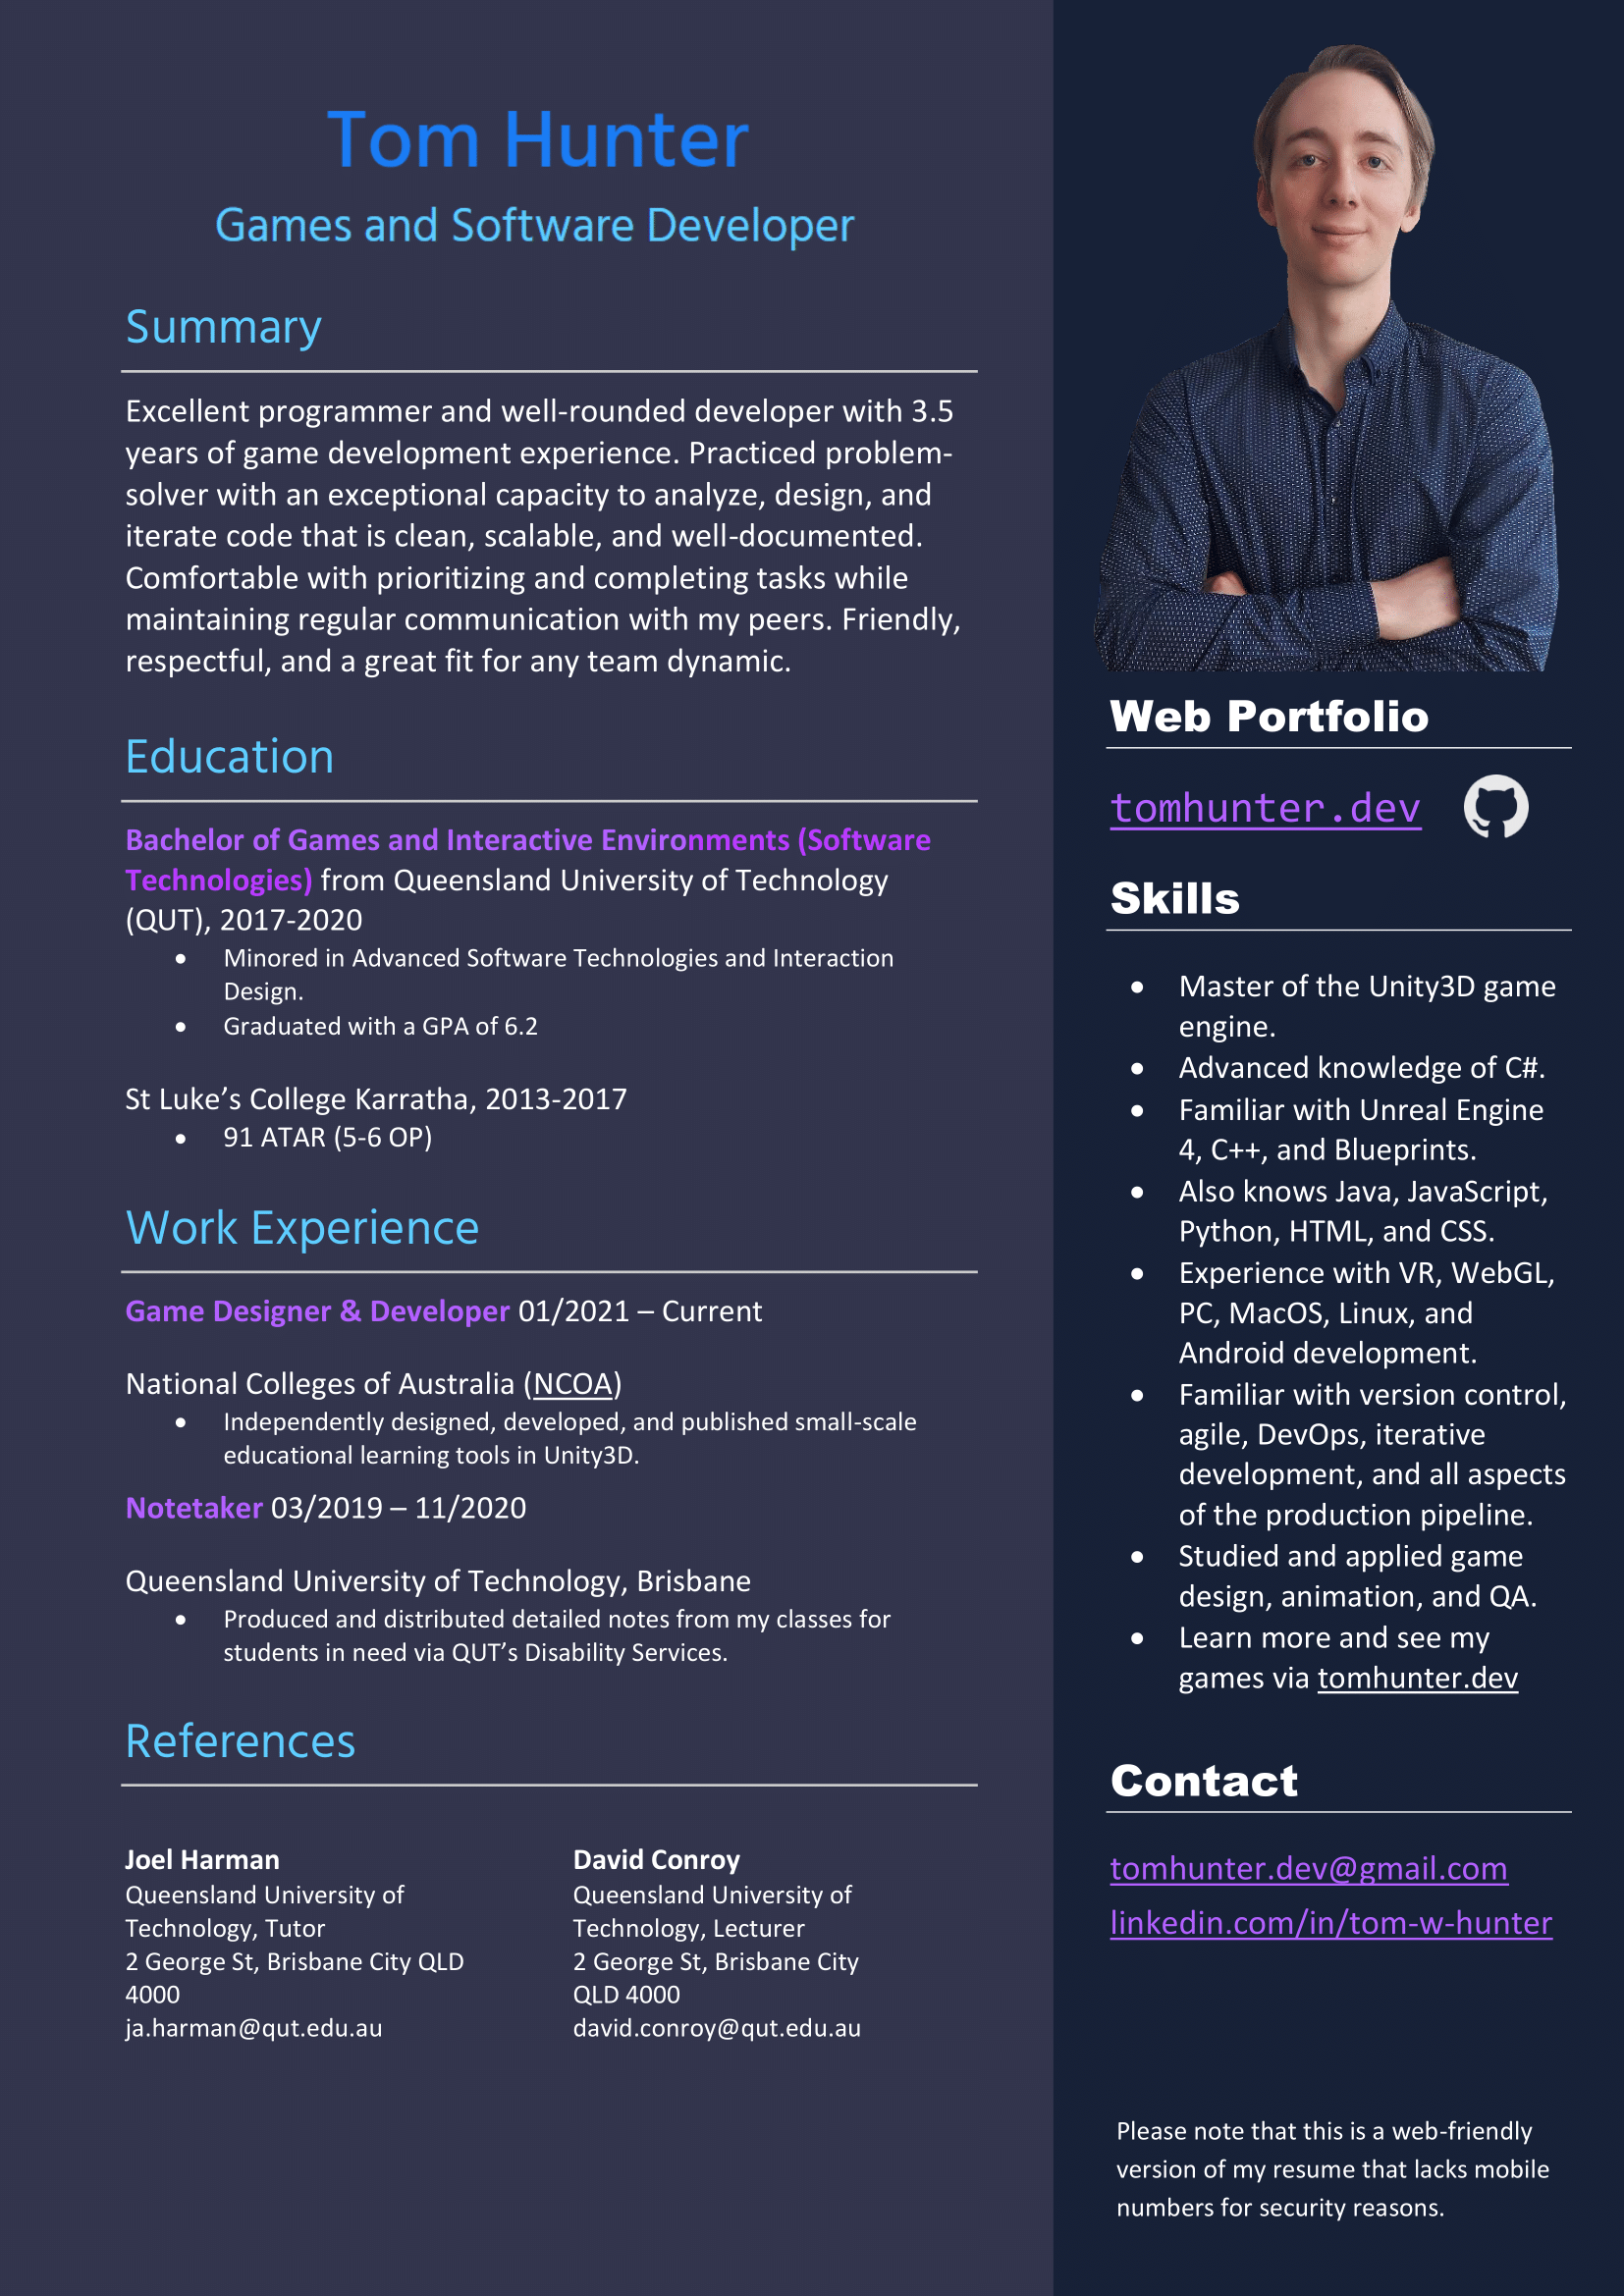 Tom Hunter
Games and Software Developer
Summary
Excellent programmer and well-rounded developer with 3.5
years of game development experience. Practiced problem-
solver with an exceptional capacity to analyze, design, and
iterate code that is clean, scalable, and well-documented.
Comfortable with prioritizing and completing tasks while
maintaining regular communication with my peers. Friendly,
respectful, and a great fit for any team dynamic.
Education
Bachelor of Games and Interactive Environments (Software
Technologies) from Queensland University of Technology
(QUT), 2017-2020
• Minored in Advanced Software Technologies and Interaction
Design.
• Graduated with a GPA of 6.2
St Luke’s College Karratha, 2013-2017
• 91 ATAR (5-6 OP)
Work Experience
Game Designer & Developer 01/2021 – Current
National Colleges of Australia (NCOA)
• Independently designed, developed, and published small-scale
educational learning tools in Unity3D.
Notetaker 03/2019 – 11/2020
Queensland University of Technology, Brisbane
• Produced and distributed detailed notes from my classes for
students in need via QUT’s Disability Services.
References
Joel Harman
Queensland University of
Technology, Tutor
2 George St, Brisbane City QLD
4000
ja.harman@qut.edu.au
David Conroy
Queensland University of
Technology, Lecturer
2 George St, Brisbane City
QLD 4000
david.conroy@qut.edu.au
Web Portfolio
tomhunter.dev
Skills
• Master of the Unity3D game
engine.
• Advanced knowledge of C#.
• Familiar with Unreal Engine
4, C++, and Blueprints.
• Also knows Java, JavaScript,
Python, HTML, and CSS.
• Experience with VR, WebGL,
PC, MacOS, Linux, and
Android development.
• Familiar with version control,
agile, DevOps, iterative
development, and all aspects
of the production pipeline.
• Studied and applied game
design, animation, and QA.
• Learn more and see my
games via tomhunter.dev
Contact
tomhunter.dev@gmail.com
linkedin.com/in/tom-w-hunter
Please note that this is a web-friendly
version of my resume that lacks mobile
numbers for security reasons.